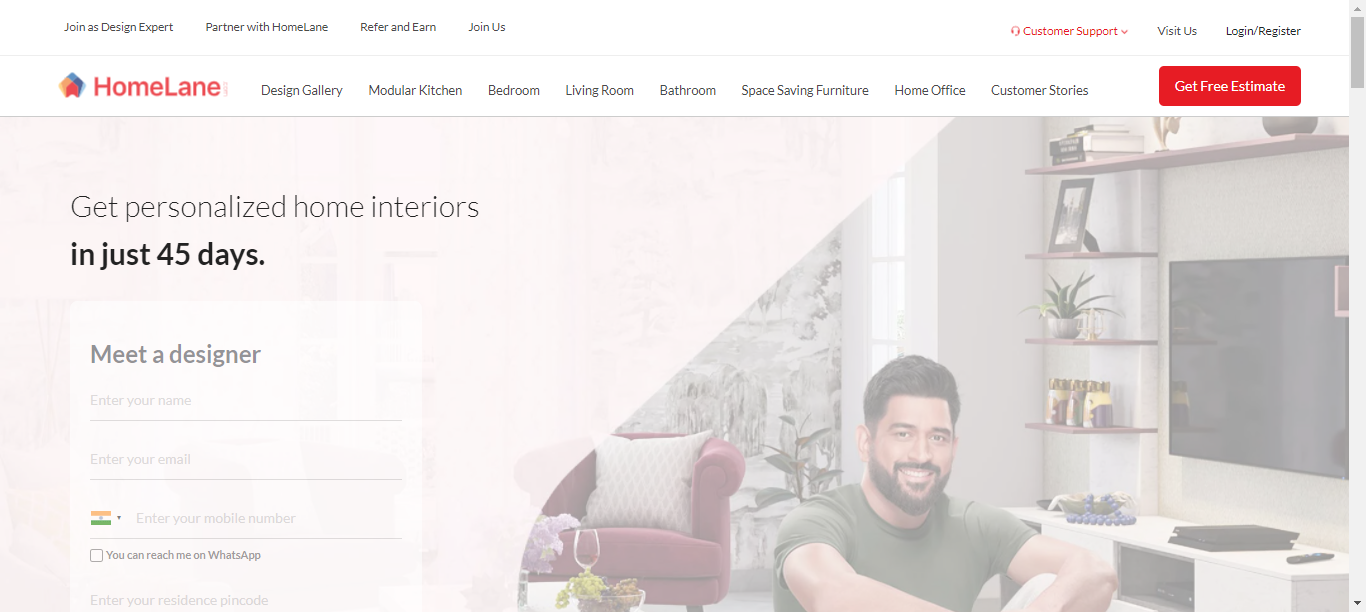 Join as Design Expert Partner with HomeLane Refer and Earn Join Us
Customer Support Visit Us Login/Register
HomeLane
Design Gallery Modular Kitchen Bedroom Living Room Bathroom Space Saving Furniture Home Office Customer Stories
Get Free Estimate
Get personalized home interiors
in just 45 days.
Meet a designer
Enter your name
Enter your email
Enter your mobile number
You can reach me on WhatsApp
Enter your residence pincode